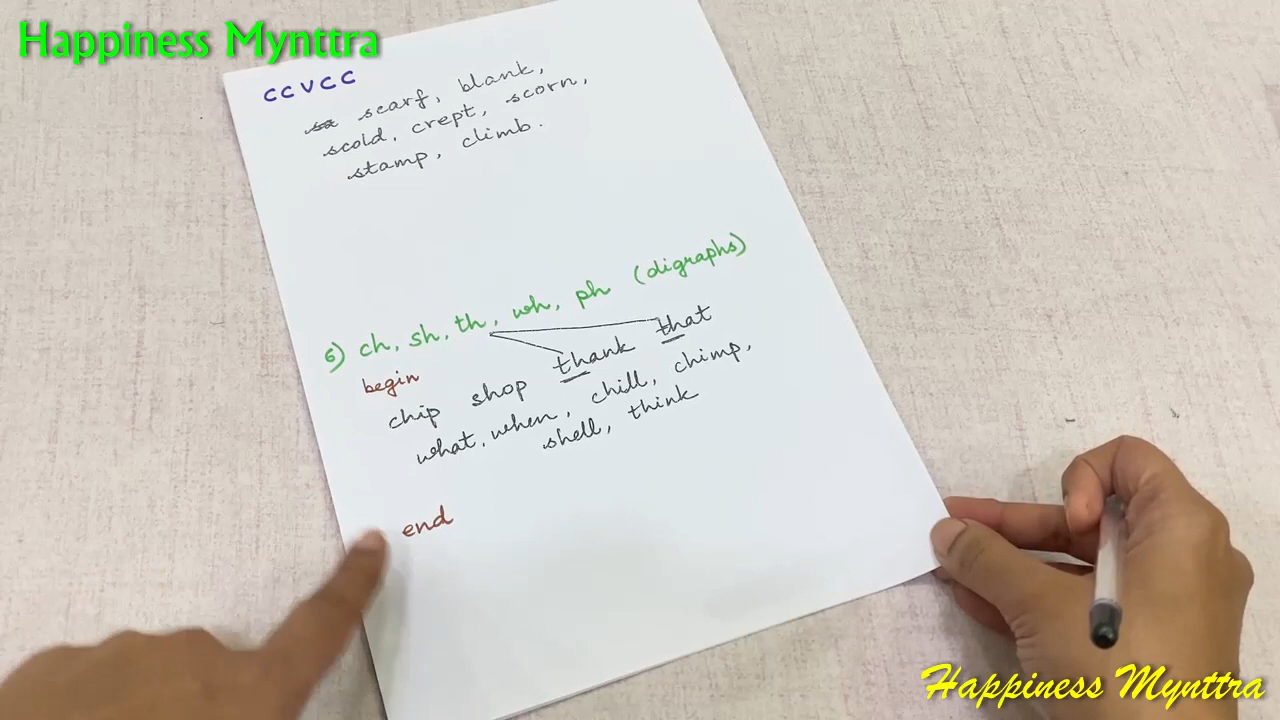 Happiness Mynttra
CCVCC
scarf, blank,
scold, crept, scorn,
stamp, climb.
6) ch, sh, th, wh, ph (digraphs)
begin
chip shop thank that
what, when, chill, chimp,
shell, think
end
Happiness Mynttra